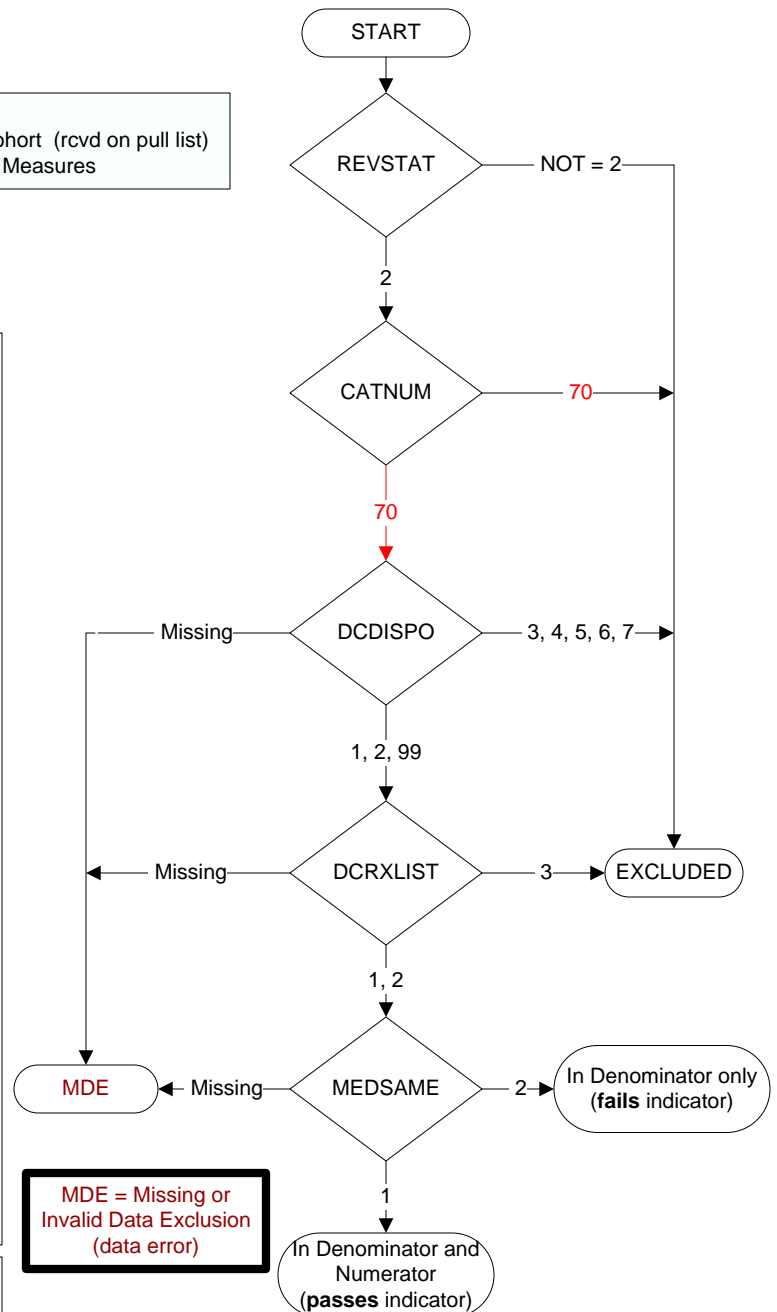 START
ohort (rcvd on pull list)
Measures
REVSTAT
NOT = 2
2
CATNUM
70
70
Missing
DCDISPO
3, 4, 5, 6, 7
1, 2, 99
Missing
DCRXLIST
3
EXCLUDED
1, 2
MDE
Missing
MEDSAME
2
In Denominator only
(fails indicator)
MDE = Missing or
Invalid Data Exclusion
(data error)
1
In Denominator and
Numerator
(passes indicator)